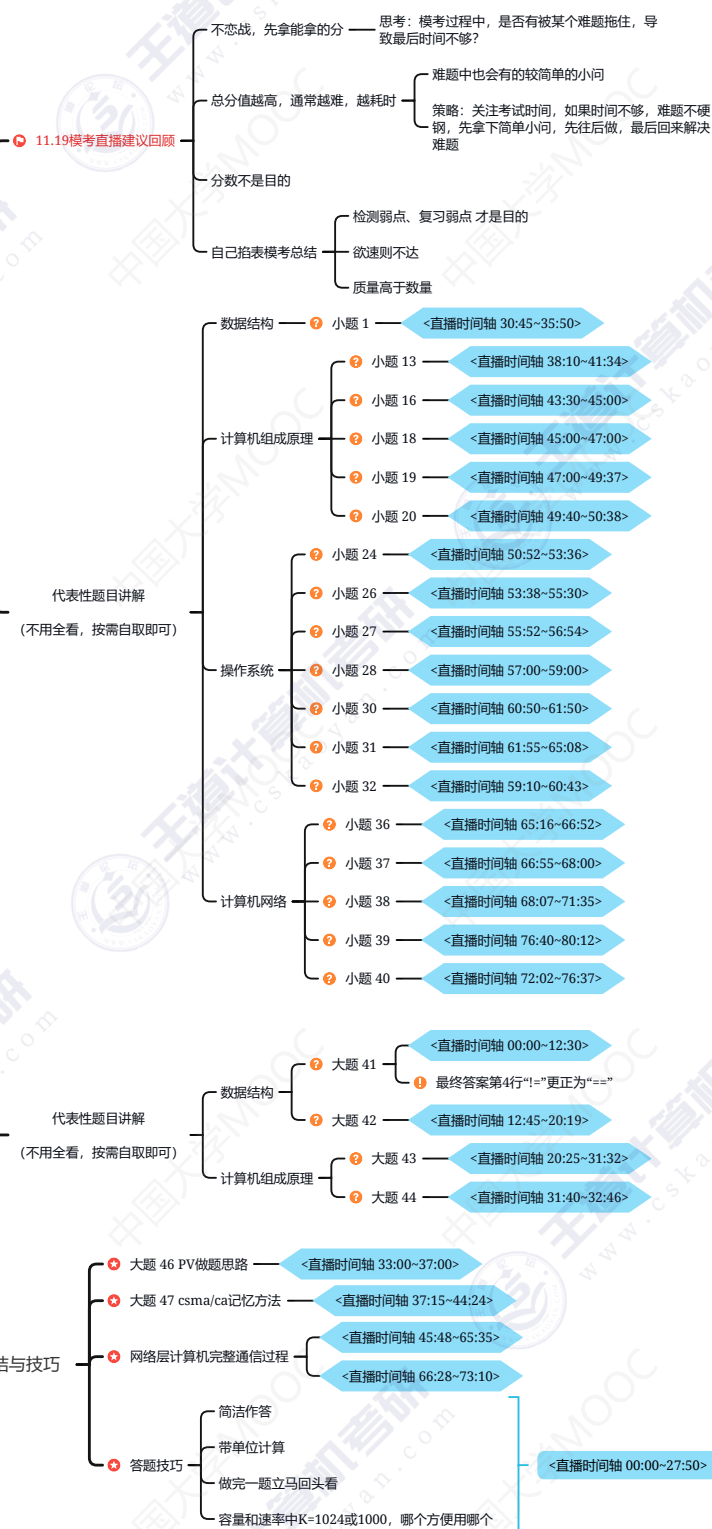 不恋战，先拿能拿的分
思考：模考过程中，是否有被某个难题拖住，导
致最后时间不够？
总分值越高，通常越难，越耗时
难题中也会有的较简单的小问
策略：关注考试时间，如果时间不够，难题不硬
钢，先拿下简单小问，先往后做，最后回来解决
难题
11.19模考直播建议回顾
分数不是目的
自己掐表模考总结
检测弱点、复习弱点 才是目的
欲速则不达
质量高于数量
数据结构
小题 1
<直播时间轴 30:45~35:50>
计算机组成原理
小题 13
<直播时间轴 38:10~41:34>
小题 16
<直播时间轴 43:30~45:00>
小题 18
<直播时间轴 45:00~47:00>
小题 19
<直播时间轴 47:00~49:37>
小题 20
<直播时间轴 49:40~50:38>
代表性题目讲解
（不用全看，按需自取即可）
操作系统
小题 24
<直播时间轴 50:52~53:36>
小题 26
<直播时间轴 53:38~55:30>
小题 27
<直播时间轴 55:52~56:54>
小题 28
<直播时间轴 57:00~59:00>
小题 30
<直播时间轴 60:50~61:50>
小题 31
<直播时间轴 61:55~65:08>
小题 32
<直播时间轴 59:10~60:43>
计算机网络
小题 36
<直播时间轴 65:16~66:52>
小题 37
<直播时间轴 66:55~68:00>
小题 38
<直播时间轴 68:07~71:35>
小题 39
<直播时间轴 76:40~80:12>
小题 40
<直播时间轴 72:02~76:37>
代表性题目讲解
（不用全看，按需自取即可）
数据结构
大题 41
<直播时间轴 00:00~12:30>
最终答案第4行“!=”更正为“==”
大题 42
<直播时间轴 12:45~20:19>
计算机组成原理
大题 43
<直播时间轴 20:25~31:32>
大题 44
<直播时间轴 31:40~32:46>
结与技巧
大题 46 PV做题思路
<直播时间轴 33:00~37:00>
大题 47 csma/ca记忆方法
<直播时间轴 37:15~44:24>
网络层计算机完整通信过程
<直播时间轴 45:48~65:35>
<直播时间轴 66:28~73:10>
答题技巧
简洁作答
带单位计算
做完一题立马回头看
容量和速率中K=1024或1000，哪个方便用哪个
<直播时间轴 00:00~27:50>
王道计算机考研
www.cskaoyan.com
中国大学MOOC